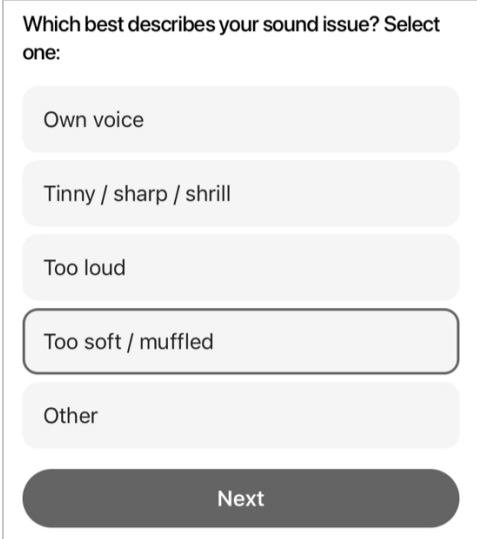 Which best describes your sound issue? Select
one:
Own voice
Tinny / sharp / shrill
Too loud
Too soft / muffled
Other
Next